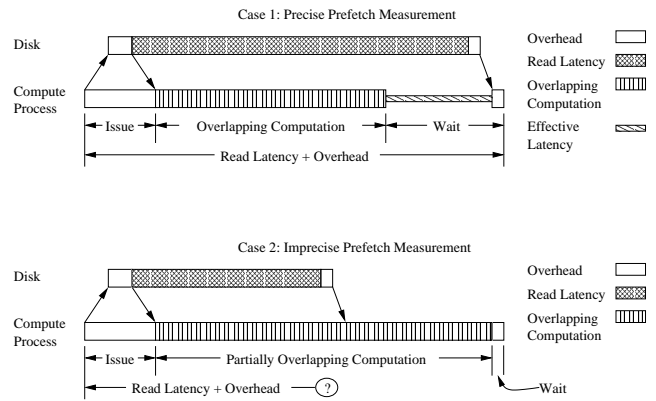 Case 1: Precise Prefetch Measurement
Disk
Overhead
Read Latency
Compute
Process
Overlapping
Computation
Issue
Overlapping Computation
Wait
Effective
Latency
Read Latency + Overhead
Case 2: Imprecise Prefetch Measurement
Disk
Overhead
Read Latency
Compute
Process
Overlapping
Computation
Issue
Partially Overlapping Computation
Read Latency + Overhead
?
Wait